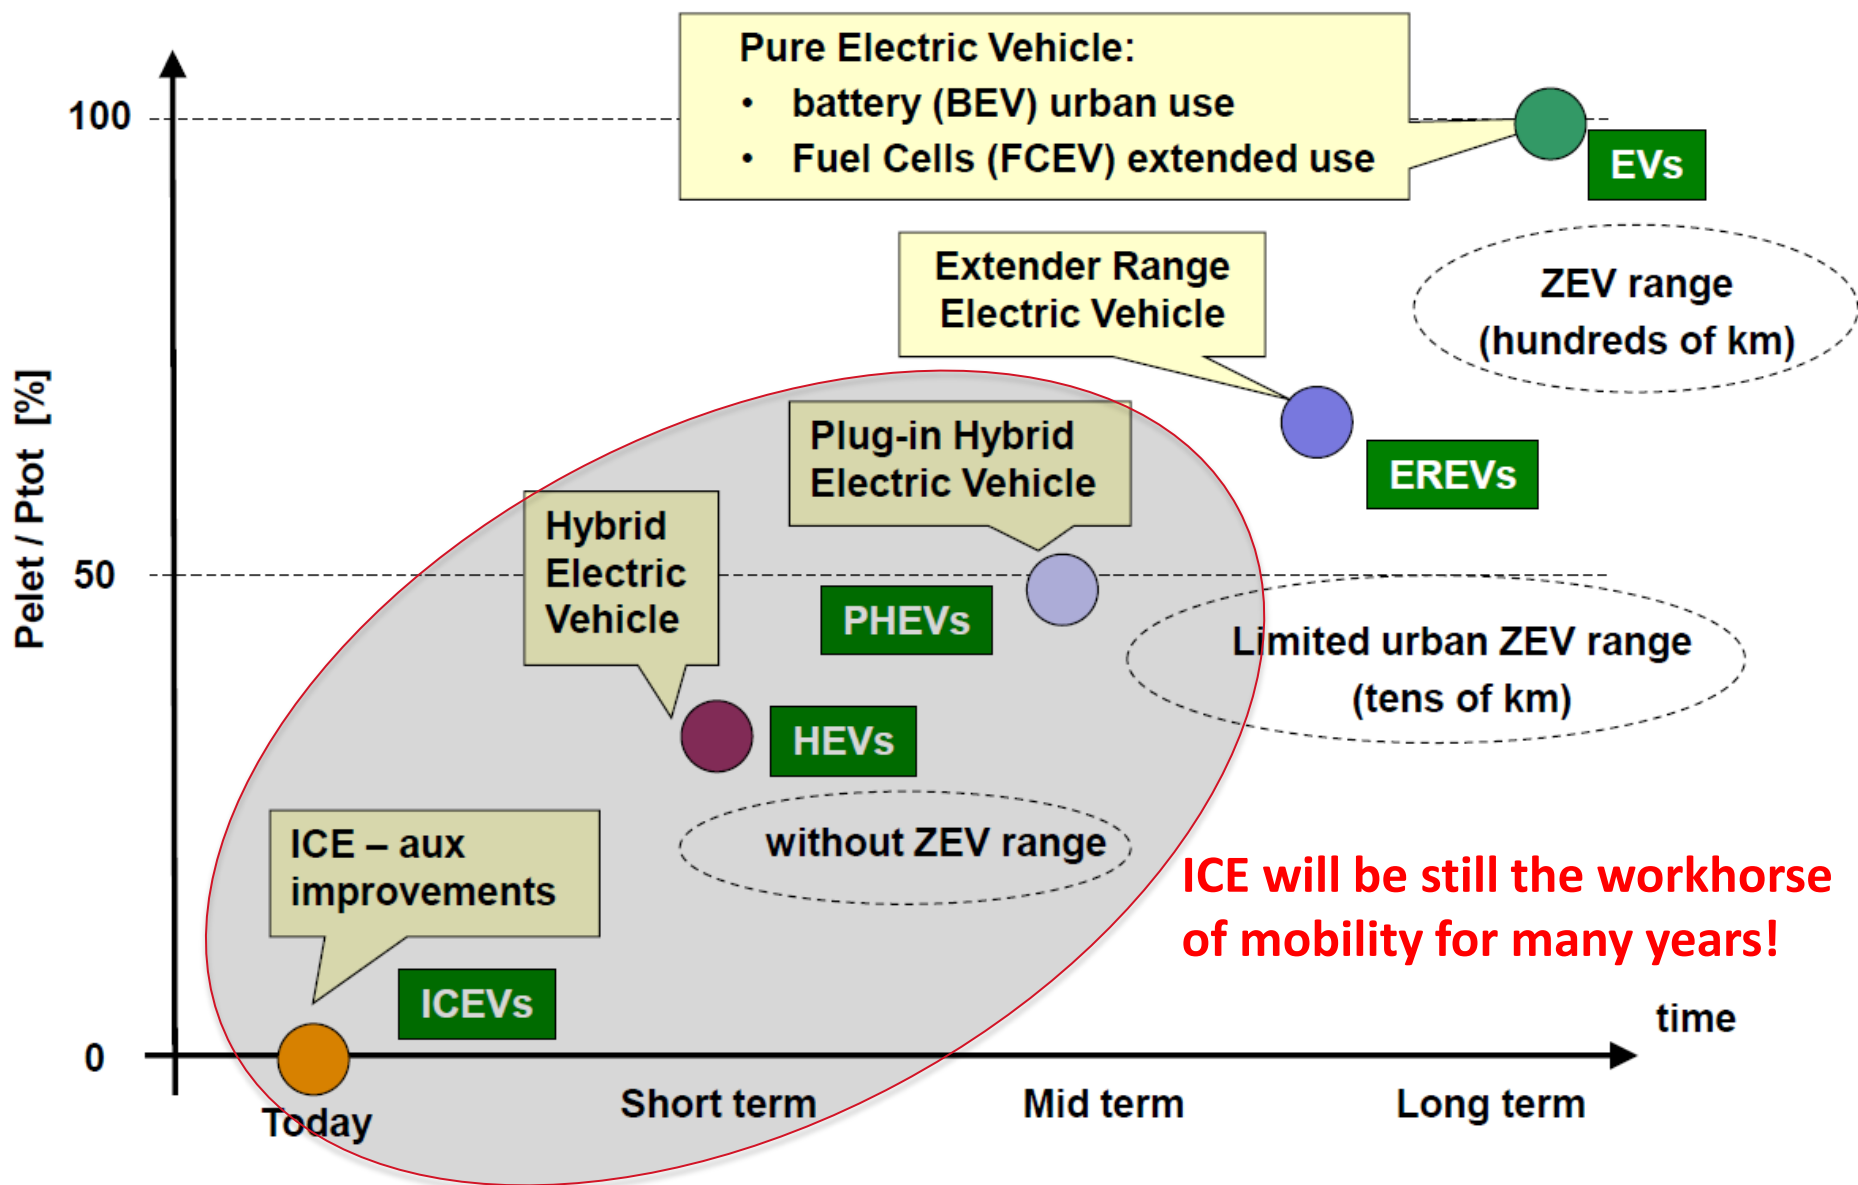 Pure Electric Vehicle:
• battery (BEV) urban use
• Fuel Cells (FCEV) extended use
100
EVs
Extender Range
Electric Vehicle
ZEV range
(hundreds of km)
Plug-in Hybrid
Electric Vehicle
EREVs
Pelet / Ptot [%]
Hybrid
Electric
Vehicle
50
PHEVs
Limited urban ZEV range
(tens of km)
HEVs
ICE – aux
improvements
without ZEV range
ICE will be still the workhorse
of mobility for many years!
ICEVs
time
0
Today
Short term
Mid term
Long term